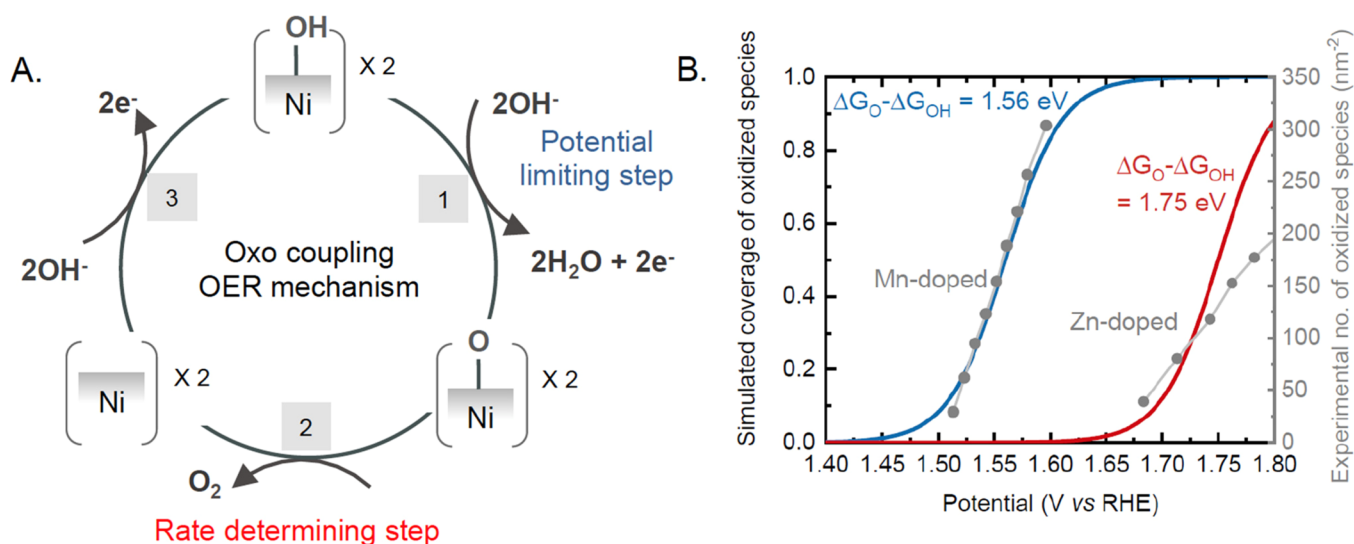 A.
OH
Ni
X 2
2e⁻
2OH⁻
Potential
limiting step
3
1
2OH⁻
Oxo coupling
OER mechanism
2H₂O + 2e⁻
Ni
X 2
O
Ni
X 2
2
O₂
Rate determining step
B.
Simulated coverage of oxidized species
1.0
0.8
0.6
0.4
0.2
0.0
ΔG_O-ΔG_OH = 1.56 eV
ΔG_O-ΔG_OH
= 1.75 eV
Mn-doped
Zn-doped
350
300
250
200
150
100
50
0
Experimental no. of oxidized species (nm⁻²)
1.40 1.45 1.50 1.55 1.60 1.65 1.70 1.75 1.80
Potential (V vs RHE)